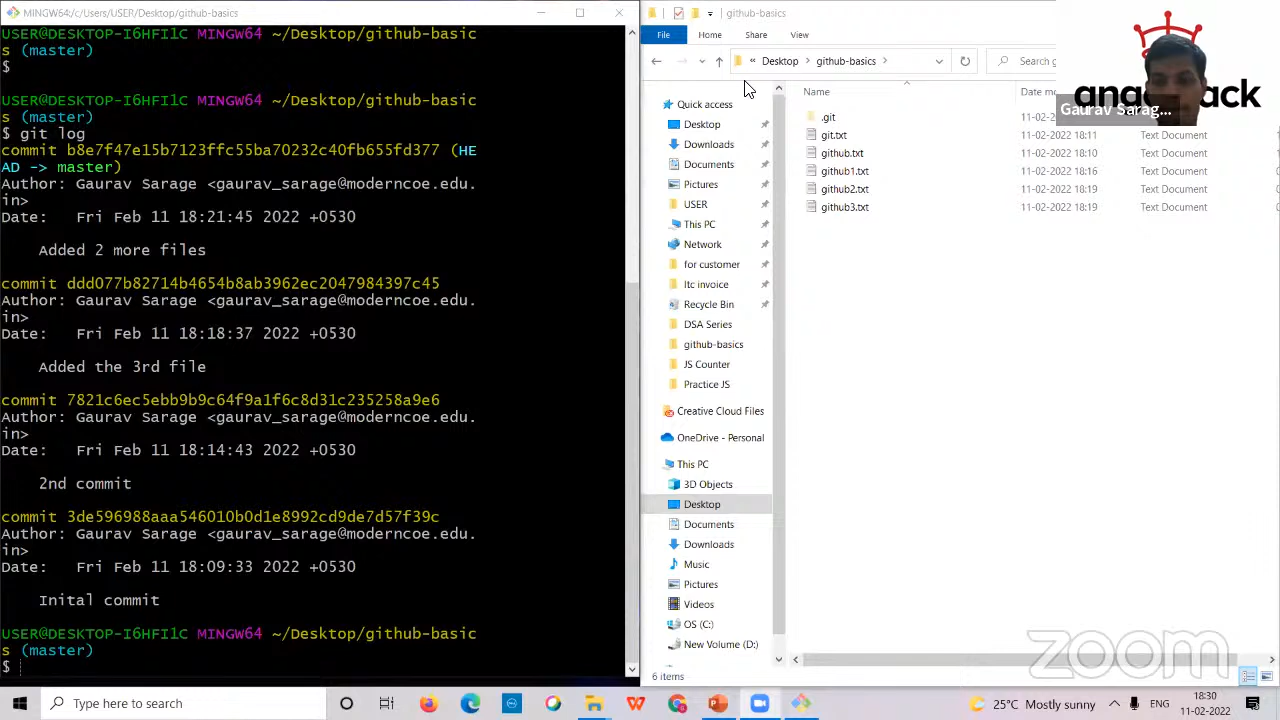 MINGW64:/c/Users/USER/Desktop/github-basics
USER@DESKTOP-I6HFI1C MINGW64 ~/Desktop/github-basic
s (master)
$
USER@DESKTOP-I6HFI1C MINGW64 ~/Desktop/github-basic
s (master)
$ git log
commit b8e7f47e15b7123ffc55ba70232c40fb655fd377 (HE
AD -> master)
Author: Gaurav Sarage <gaurav_sarage@moderncoe.edu.
in>
Date:   Fri Feb 11 18:21:45 2022 +0530
Added 2 more files
commit ddd077b82714b4654b8ab3962ec2047984397c45
Author: Gaurav Sarage <gaurav_sarage@moderncoe.edu.
in>
Date:   Fri Feb 11 18:18:37 2022 +0530
Added the 3rd file
commit 7821c6ec5ebb9b9c64f9a1f6c8d31c235258a9e6
Author: Gaurav Sarage <gaurav_sarage@moderncoe.edu.
in>
Date:   Fri Feb 11 18:14:43 2022 +0530
2nd commit
commit 3de596988aaa546010b0d1e8992cd9de7d57f39c
Author: Gaurav Sarage <gaurav_sarage@moderncoe.edu.
in>
Date:   Fri Feb 11 18:09:33 2022 +0530
Inital commit
USER@DESKTOP-I6HFI1C MINGW64 ~/Desktop/github-basic
s (master)
$
github-basics
File Home Share View
« Desktop > github-basics >
Search g
Quick access
Desktop
Downloads
Documents
Pictures
USER
This PC
Network
for customer
ltc invoice
Recycle Bin
DSA Series
github-basics
JS Counter
Practice JS
Creative Cloud Files
OneDrive - Personal
This PC
3D Objects
Desktop
Documents
Downloads
Music
Pictures
Videos
OS (C:)
New Volume (D:)
Name Date mo
.git 11-02-2022
git.txt 11-02-2022 18:11 Text Document
github.txt 11-02-2022 18:10 Text Document
github1.txt 11-02-2022 18:16 Text Document
github2.txt 11-02-2022 18:19 Text Document
github3.txt 11-02-2022 18:19 Text Document
6 items
Gaurav Sarag...
zoom
Type here to search
25°C Mostly sunny
ENG
18:30
11-02-2022